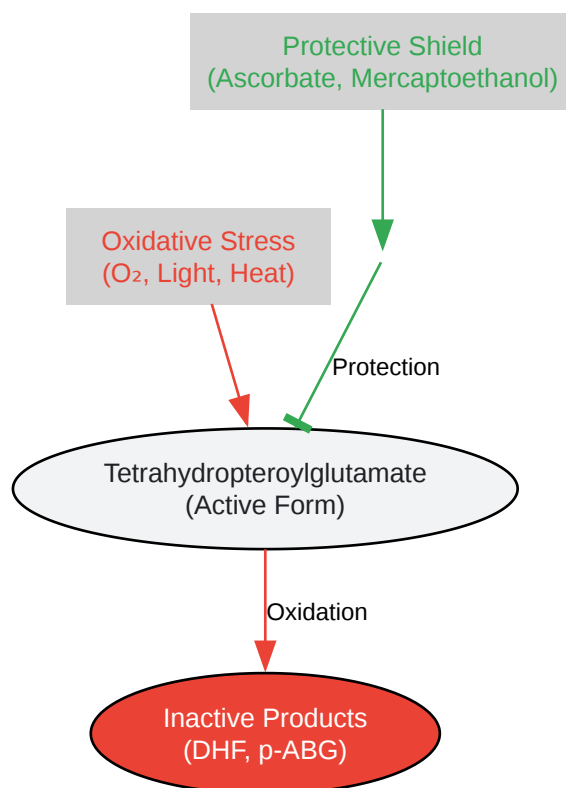 Protective Shield
(Ascorbate, Mercaptoethanol)
Oxidative Stress
(O₂, Light, Heat)
Protection
Tetrahydropteroylglutamate
(Active Form)
Oxidation
Inactive Products
(DHF, p-ABG)